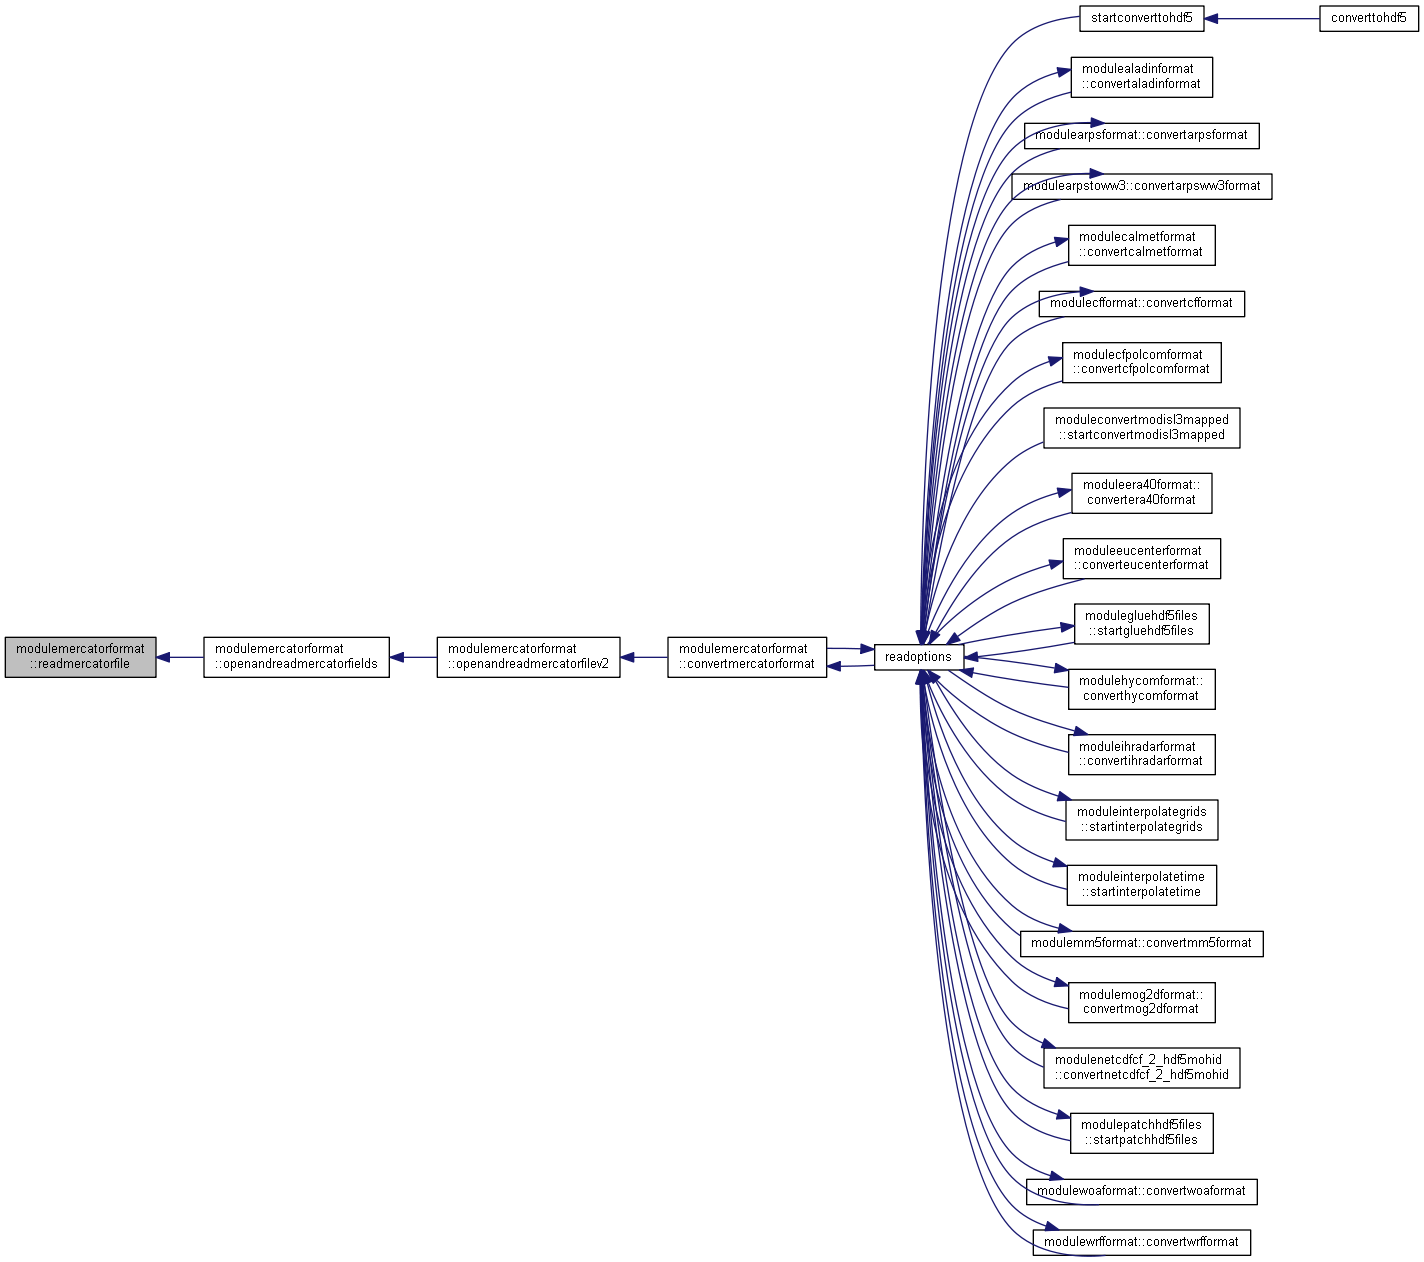 startconverttohdf5
converttohdf5
modulealadinformat
::convertaladinformat
modulearpsformat::convertarpsformat
modulearpstoww3::convertarpsww3format
modulecalmetformat
::convertcalmetformat
modulecfformat::convertcfformat
modulecfpolcomformat
::convertcfpolcomformat
moduleconvertmodisl3mapped
::startconvertmodisl3mapped
moduleera40format::
convertera40format
moduleeucenterformat
::converteucenterformat
modulegluehdf5files
::startgluehdf5files
modulemercatorformat
::readmercatorfile
modulemercatorformat
::openandreadmercatorfields
modulemercatorformat
::openandreadmercatorfilev2
modulemercatorformat
::convertmercatorformat
readoptions
modulehycomformat::
converthycomformat
moduleihradarformat
::convertihradarformat
moduleinterpolategrids
::startinterpolategrids
moduleinterpolatetime
::startinterpolatetime
modulemm5format::convertmm5format
modulemog2dformat::
convertmog2dformat
modulenetcdfcf_2_hdf5mohid
::convertnetcdfcf_2_hdf5mohid
modulepatchhdf5files
::startpatchhdf5files
modulewoaformat::convertwoaformat
modulewrfformat::convertwrfformat